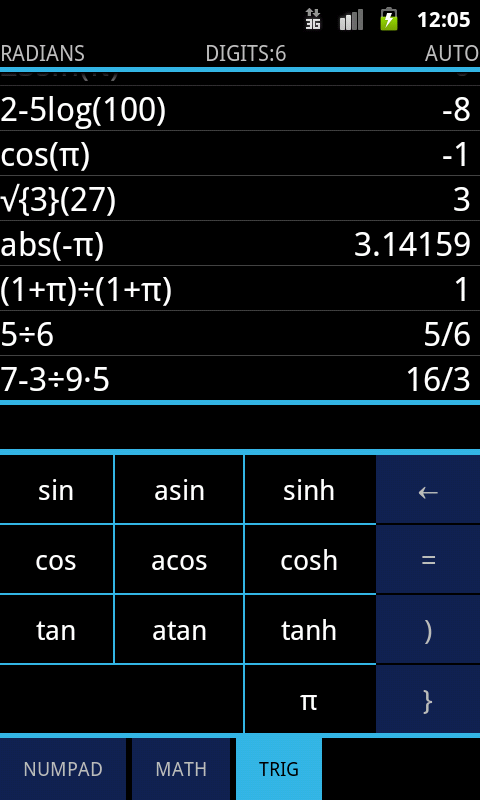 3G 12:05
RADIANS DIGITS:6 AUTO
2-5log(100) -8
cos(π) -1
√{3}(27) 3
abs(-π) 3.14159
(1+π)÷(1+π) 1
5÷6 5/6
7-3÷9·5 16/3
sin asin sinh ←
cos acos cosh =
tan atan tanh )
π }
NUMPAD MATH TRIG